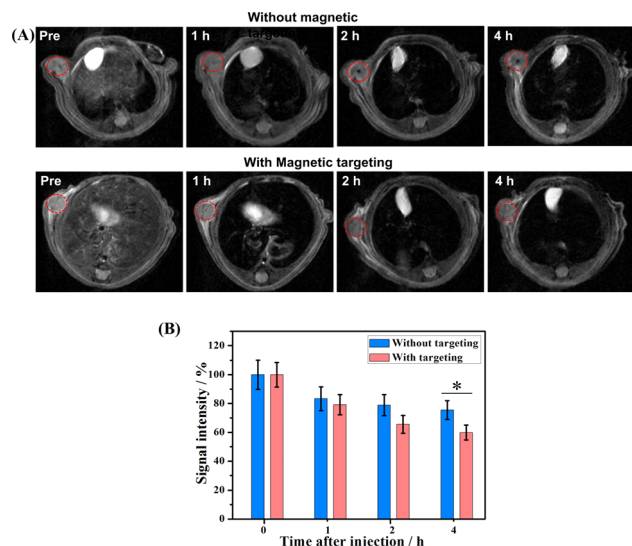 Without magnetic
(A)
Pre
1 h
targeting
2 h
4 h
With Magnetic targeting
Pre
1 h
2 h
4 h
(B)
120
100
80
60
40
20
0
Signal intensity / %
Without targeting
With targeting
*
0
1
2
4
Time after injection / h